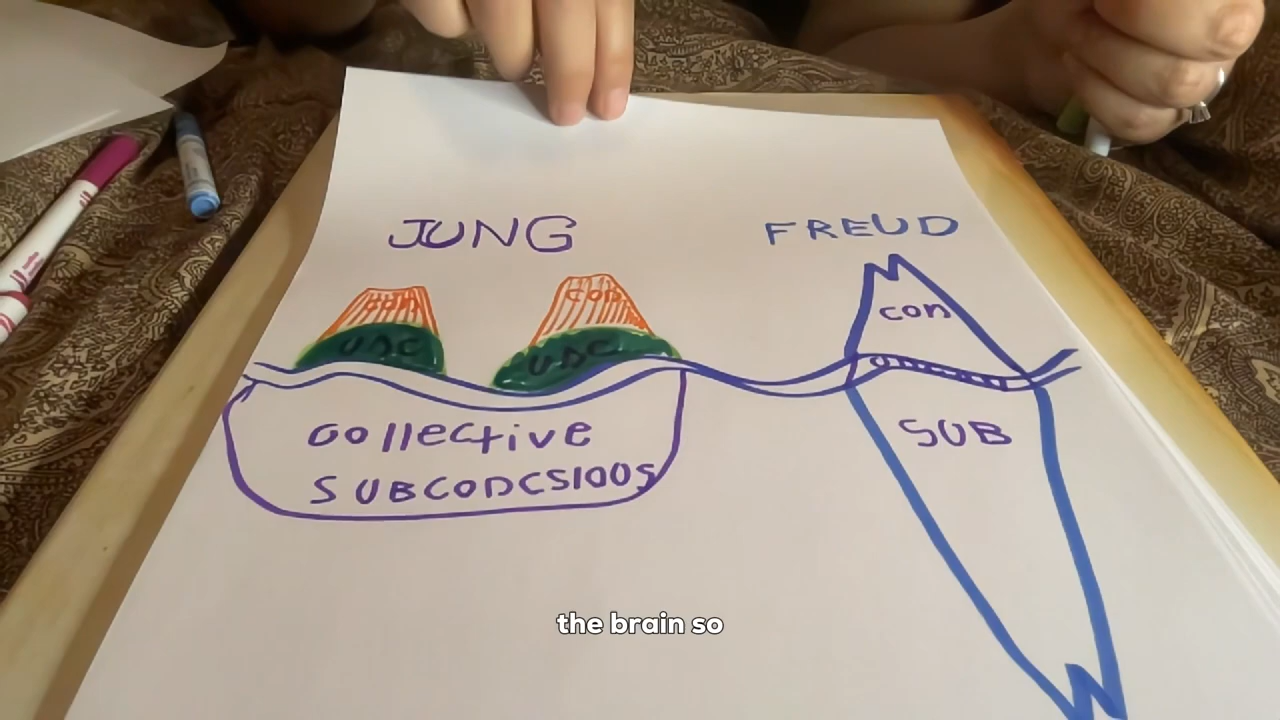 JUNG
FREUD
con
con
con
USC
USC
SUB
collective
SUBCONCSIOUS
the brain so